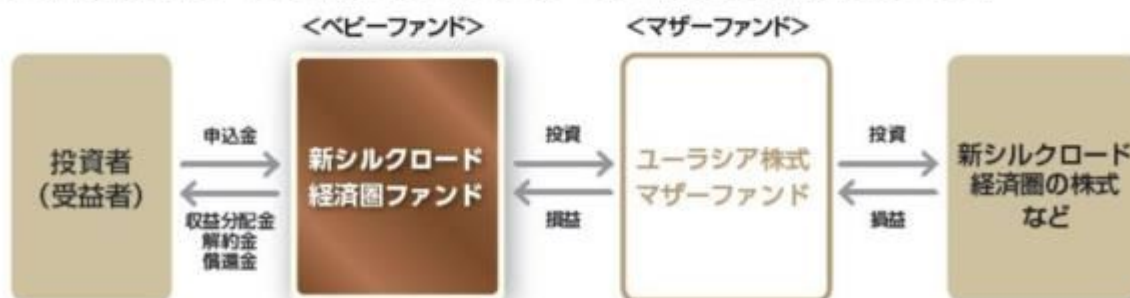 <ベビーファンド>
<マザーファンド>
投資者
(受益者)
申込金
収益分配金
解約金
償還金
新シルクロード
経済圏ファンド
投資
損益
ユーラシア株式
マザーファンド
投資
損益
新シルクロード
経済圏の株式
など